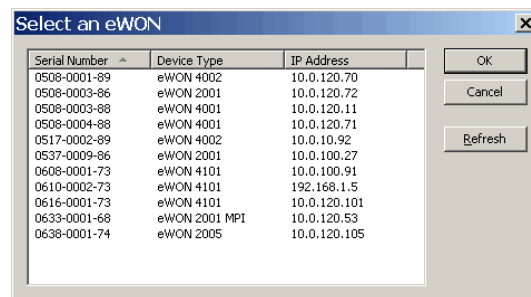 Select an eWON
Serial Number Device Type IP Address
0508-0001-89 eWON 4002 10.0.120.70
0508-0003-86 eWON 2001 10.0.120.72
0508-0003-88 eWON 4001 10.0.120.11
0508-0004-88 eWON 4001 10.0.120.71
0517-0002-89 eWON 4002 10.0.10.92
0537-0009-86 eWON 2001 10.0.100.27
0608-0001-73 eWON 4101 10.0.100.91
0610-0002-73 eWON 4101 192.168.1.5
0616-0001-73 eWON 4101 10.0.120.101
0633-0001-68 eWON 2001 MPI 10.0.120.53
0638-0001-74 eWON 2005 10.0.120.105
OK
Cancel
Refresh